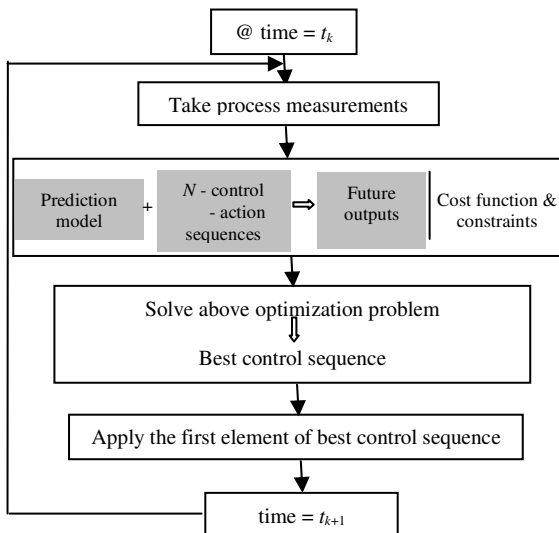 @ time = tk
Take process measurements
Prediction model
+
N - control - action sequences
⇨
Future outputs
Cost function & constraints
Solve above optimization problem
⇩
Best control sequence
Apply the first element of best control sequence
time = tk+1